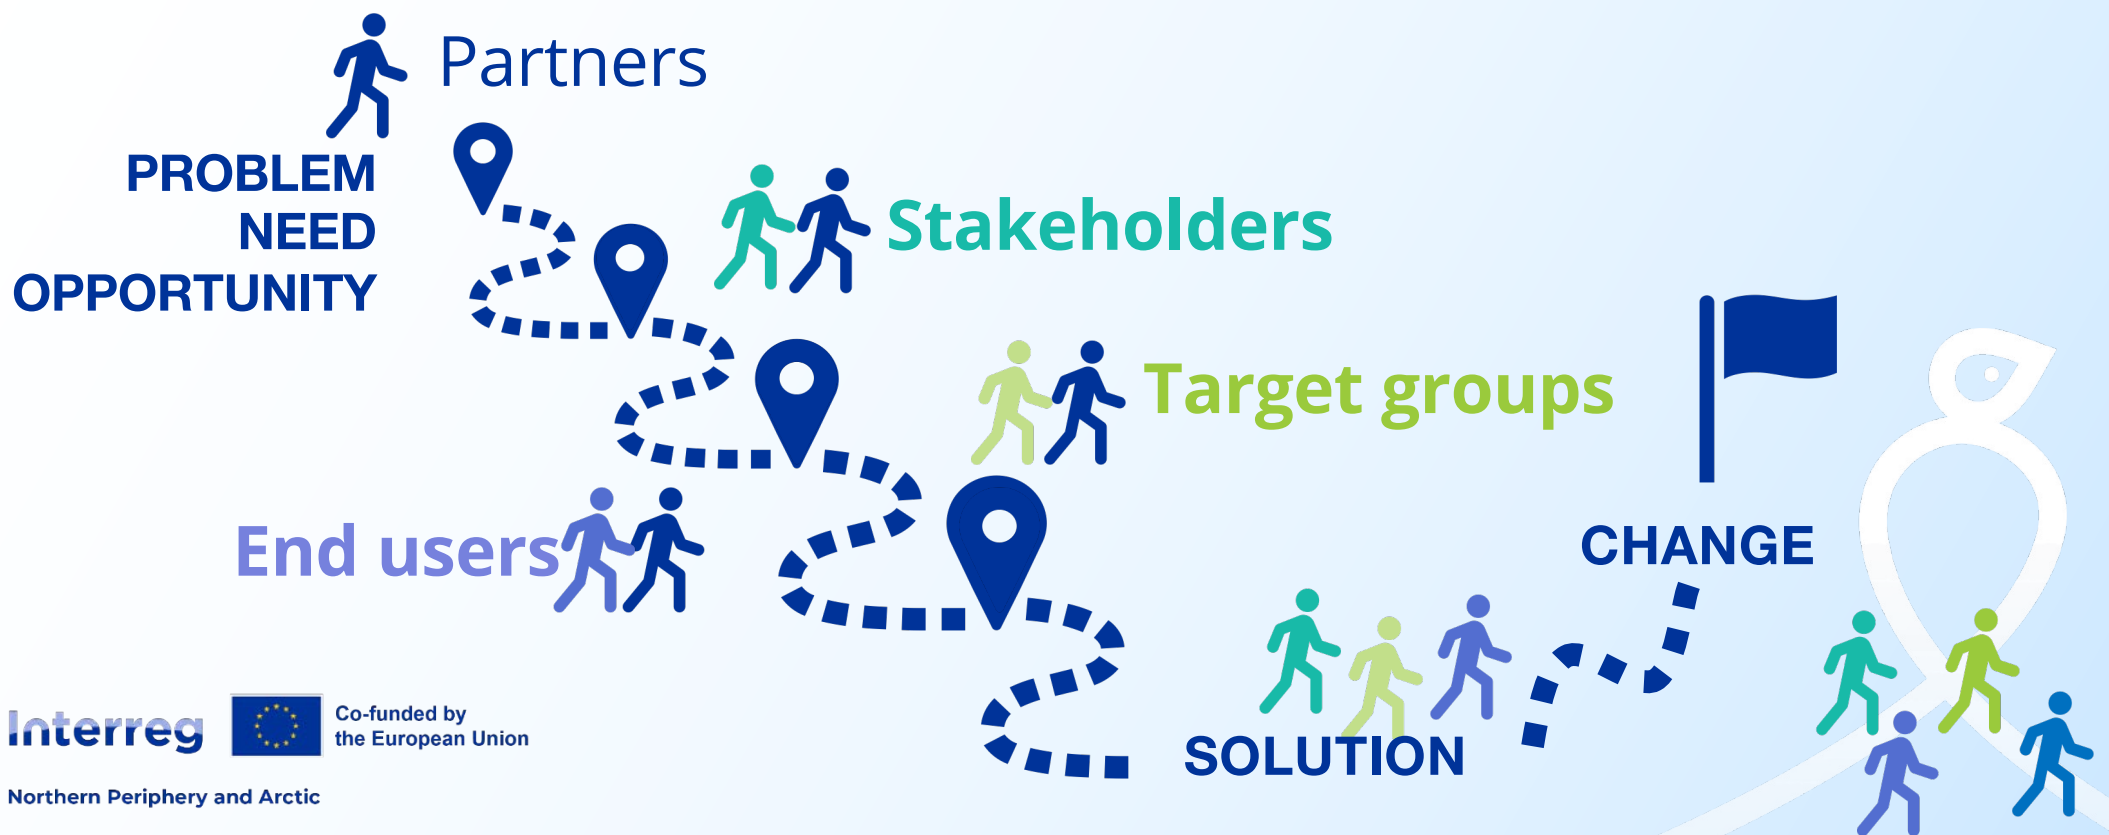 Partners
PROBLEM
NEED
OPPORTUNITY
Stakeholders
Target groups
End users
CHANGE
SOLUTION
Interreg
Co-funded by
the European Union
Northern Periphery and Arctic